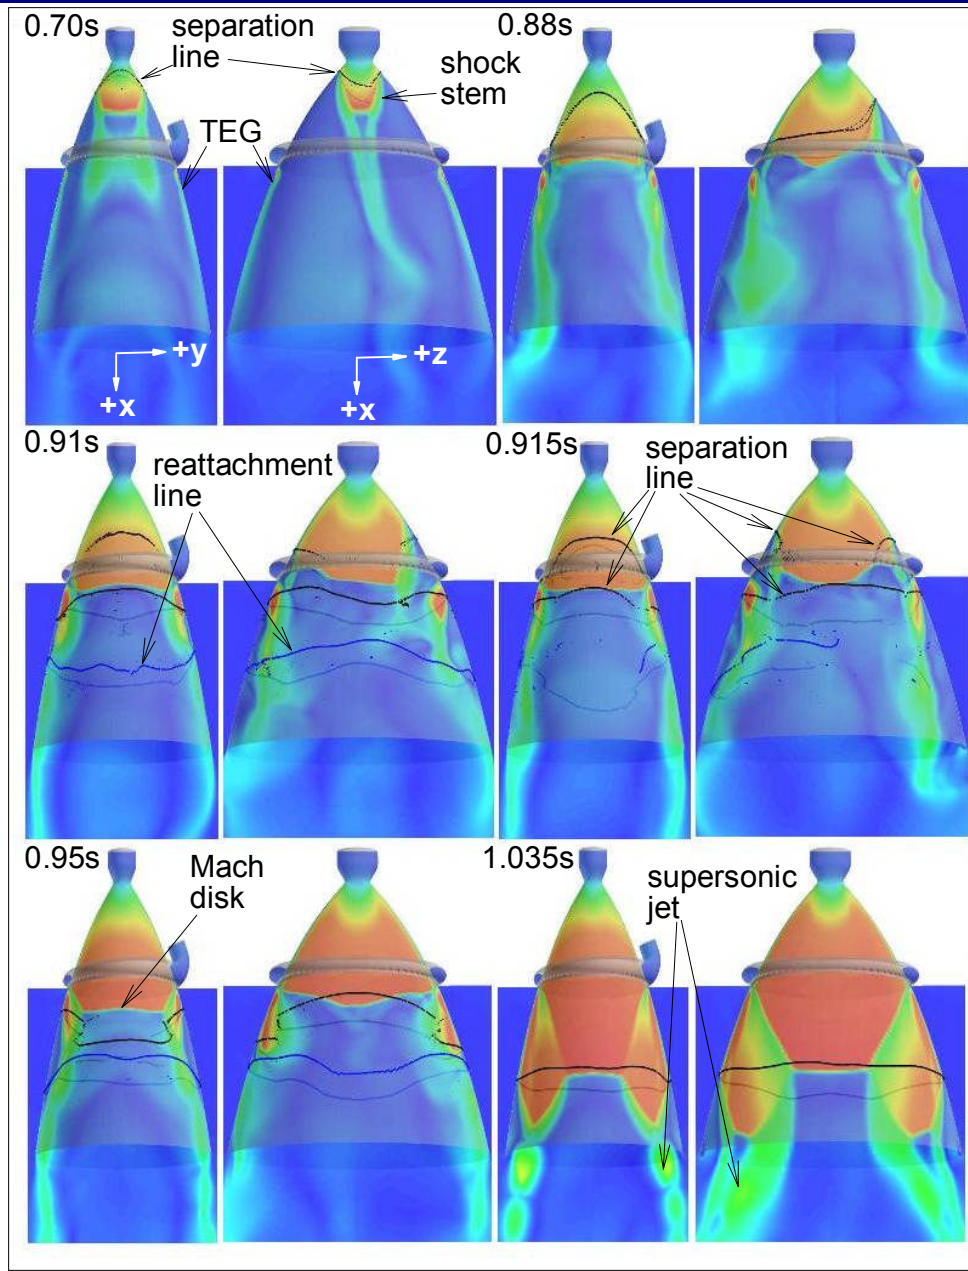 0.70s
separation
line
shock
stem
TEG
+y
+x
+z
+x
0.88s
0.91s
reattachment
line
0.915s
separation
line
0.95s
Mach
disk
1.035s
supersonic
jet